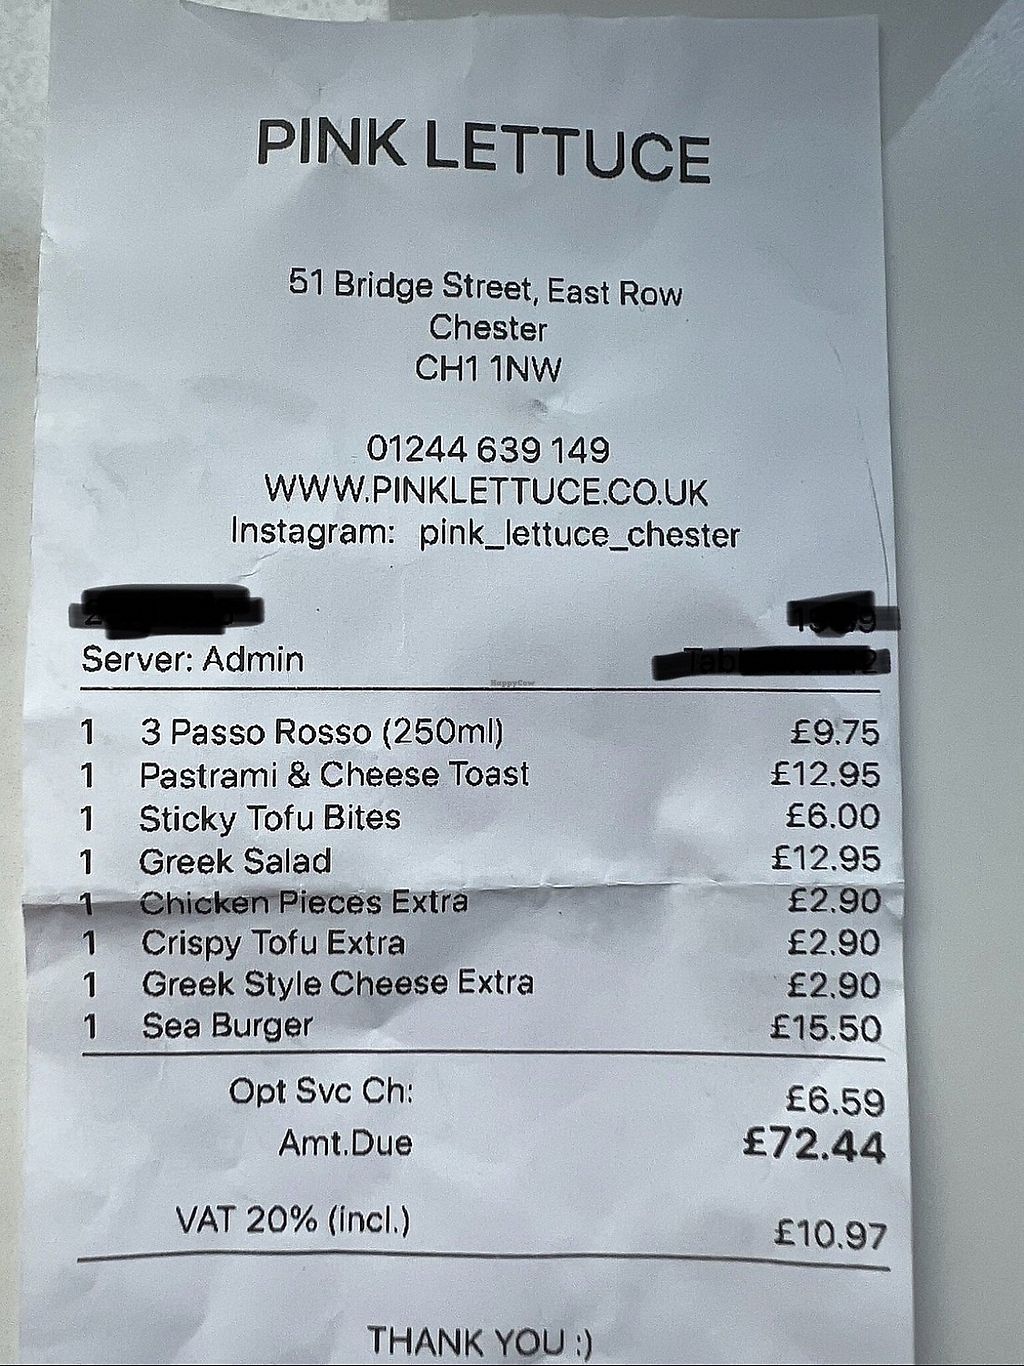 PINK LETTUCE
51 Bridge Street, East Row
Chester
CH1 1NW
01244 639 149
WWW.PINKLETTUCE.CO.UK
Instagram: pink_lettuce_chester
Server: Admin
HappyCow
1 3 Passo Rosso (250ml) £9.75
1 Pastrami & Cheese Toast £12.95
1 Sticky Tofu Bites £6.00
1 Greek Salad £12.95
1 Chicken Pieces Extra £2.90
1 Crispy Tofu Extra £2.90
1 Greek Style Cheese Extra £2.90
1 Sea Burger £15.50
Opt Svc Ch: £6.59
Amt.Due £72.44
VAT 20% (incl.) £10.97
THANK YOU :)